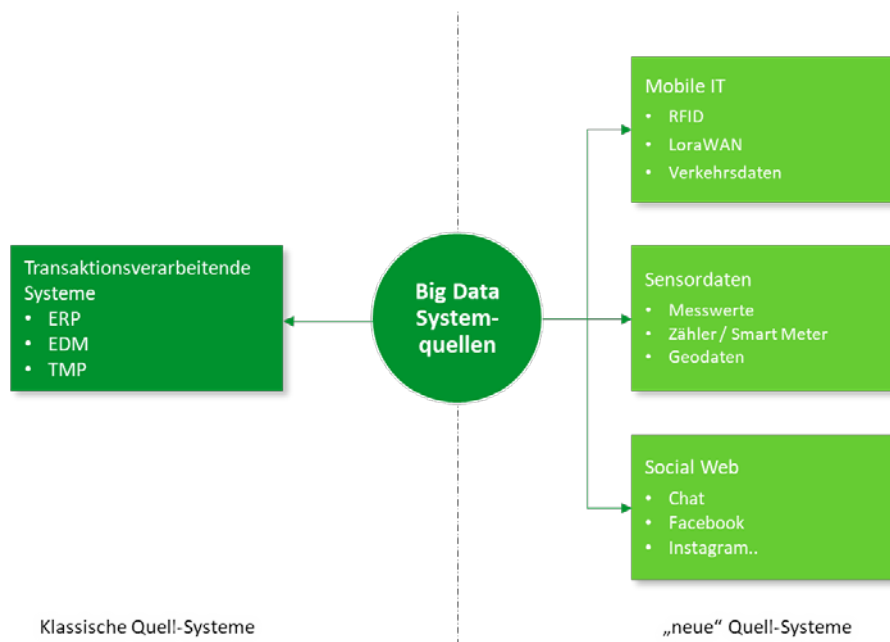 Transaktionsverarbeitende
Systeme
• ERP
• EDM
• TMP
Klassische Quell-Systeme
Big Data
System-
quellen
Mobile IT
• RFID
• LoraWAN
• Verkehrsdaten
Sensordaten
• Messwerte
• Zähler / Smart Meter
• Geodaten
Social Web
• Chat
• Facebook
• Instagram..
„neue“ Quell-Systeme